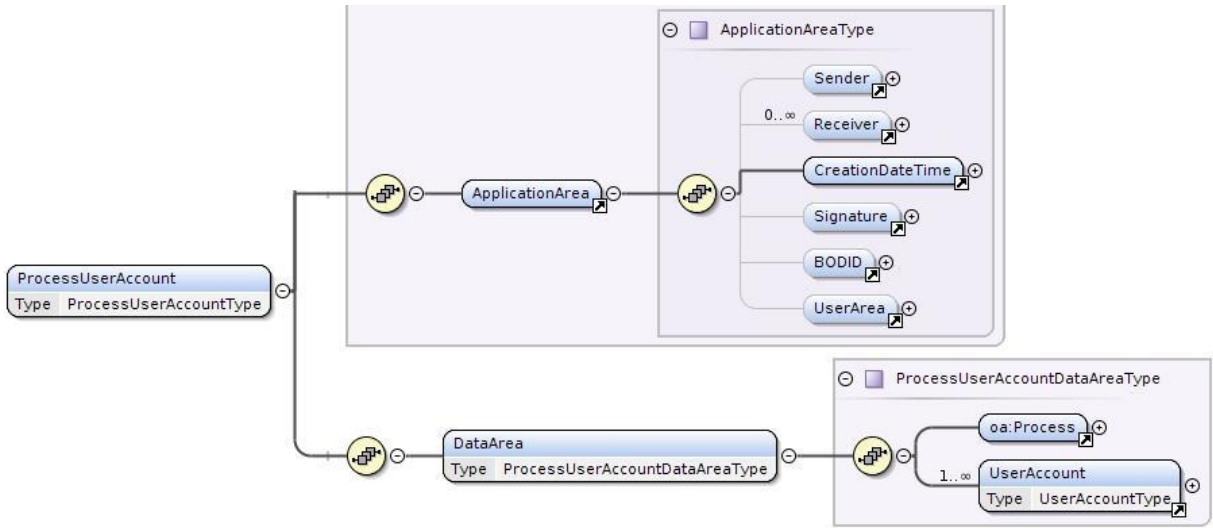 ApplicationAreaType
Sender
0..∞
Receiver
CreationDateTime
ApplicationArea
Signature
BODID
UserArea
ProcessUserAccount
Type ProcessUserAccountType
ProcessUserAccountDataAreaType
oa:Process
DataArea
Type ProcessUserAccountDataAreaType
1..∞
UserAccount
Type UserAccountType